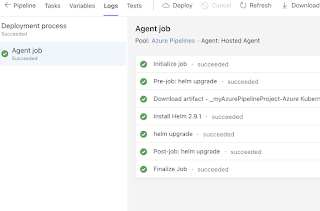 Pipeline Tasks Variables Logs Tests Deploy Cancel Refresh Download
Deployment process
Succeeded
Agent job
Succeeded
Agent job
Pool: Azure Pipelines · Agent: Hosted Agent
Initialize job · succeeded
Pre-job: helm upgrade · succeeded
Download artifact - _myAzurePipelineProject-Azure Kubern
Install Helm 2.9.1 · succeeded
helm upgrade · succeeded
Post-job: helm upgrade · succeeded
Finalize Job · succeeded